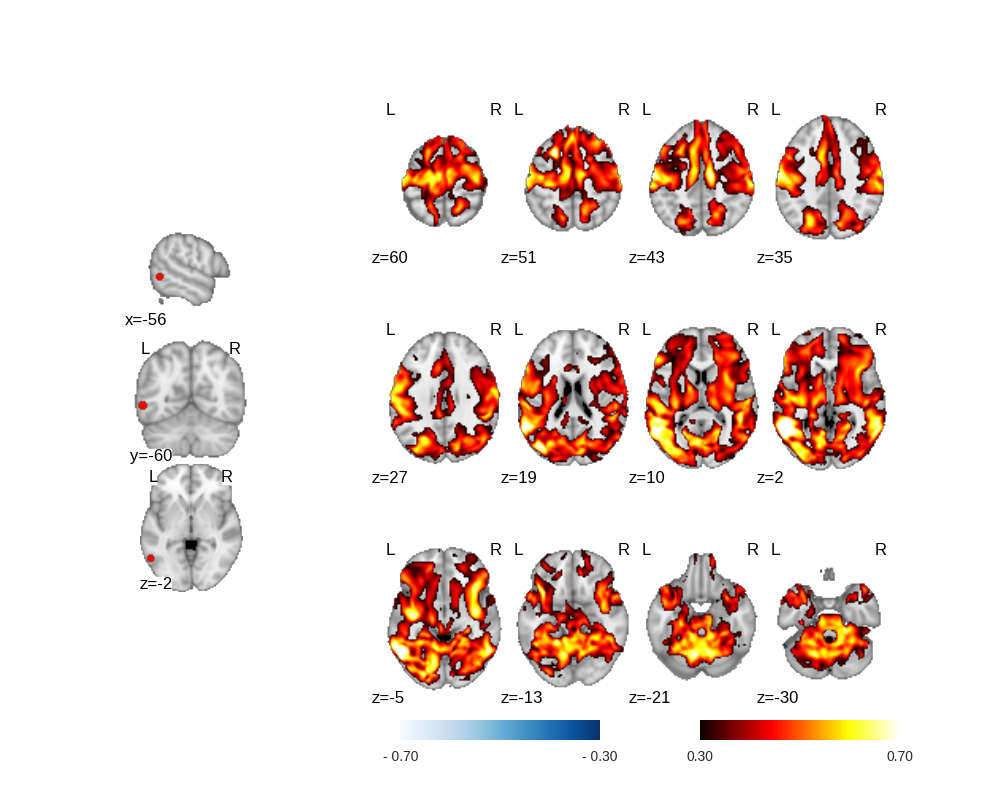 L R L R L R L R
z=60 z=51 z=43 z=35
x=-56
L R
y=-60
L R
z=-2
L R L R L R L R
z=27 z=19 z=10 z=2
L R L R L R L R
z=-5 z=-13 z=-21 z=-30
- 0.70 - 0.30 0.30 0.70